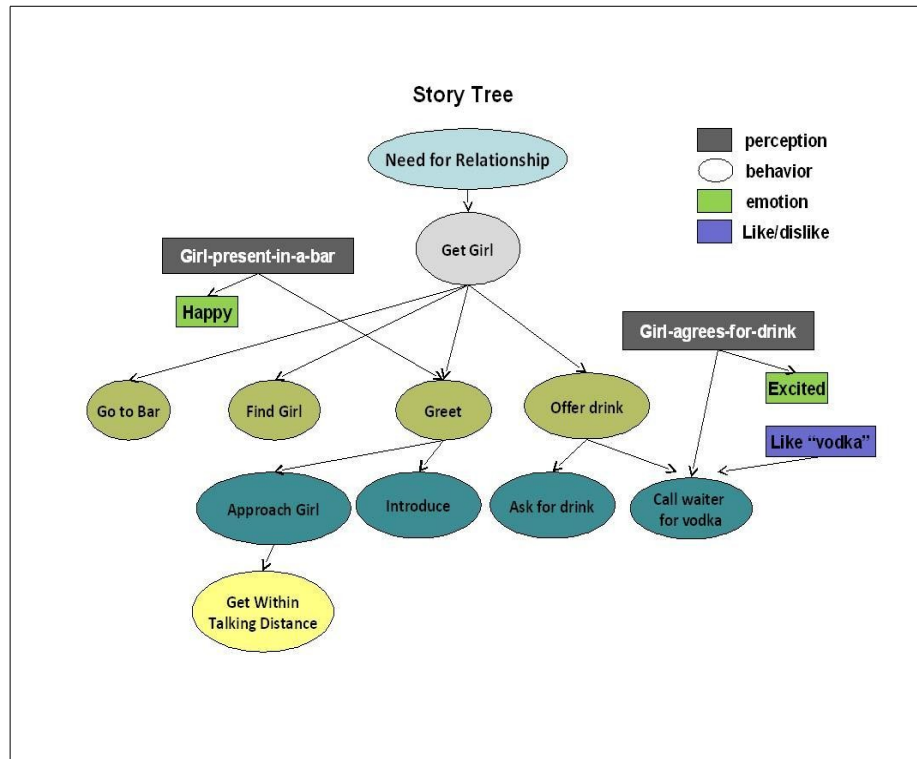 Story Tree
Need for Relationship
perception
behavior
emotion
Like/dislike
Get Girl
Girl-present-in-a-bar
Happy
Girl-agrees-for-drink
Excited
Like “vodka”
Go to Bar
Find Girl
Greet
Offer drink
Approach Girl
Introduce
Ask for drink
Call waiter
for vodka
Get Within
Talking Distance